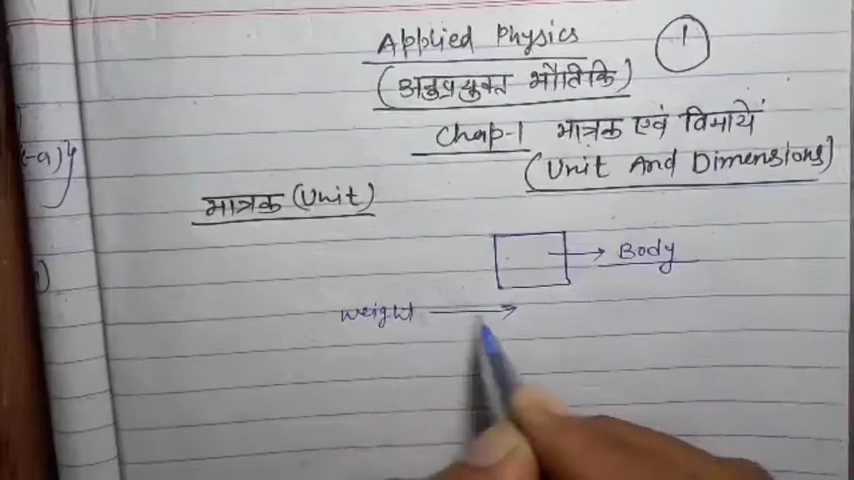 Applied Physics 1
(अनुप्रयुक्त भौतिकि)
Chap-1 मात्रक एवं विमायें
(Unit And Dimensions)
मात्रक (Unit)
Body
weight